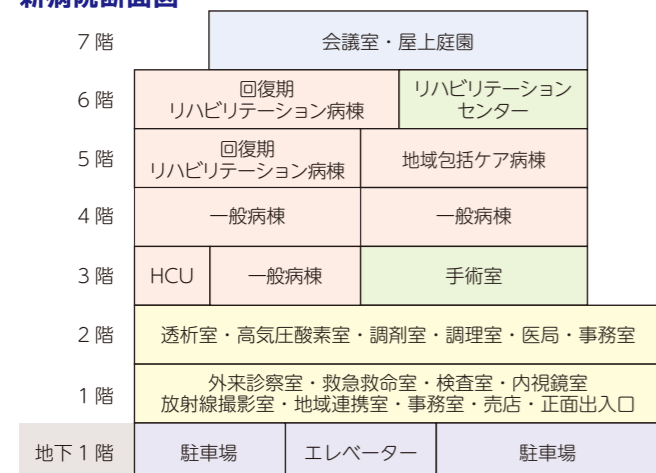 新病院断面図
7階
会議室・屋上庭園
6階
回復期
リハビリテーション病棟
リハビリテーション
センター
5階
回復期
リハビリテーション病棟
地域包括ケア病棟
4階
一般病棟
一般病棟
3階
HCU
一般病棟
手術室
2階
透析室・高気圧酸素室・調剤室・調理室・医局・事務室
1階
外来診察室・救急救命室・検査室・内視鏡室
放射線撮影室・地域連携室・事務室・売店・正面出入口
地下1階
駐車場
エレベーター
駐車場